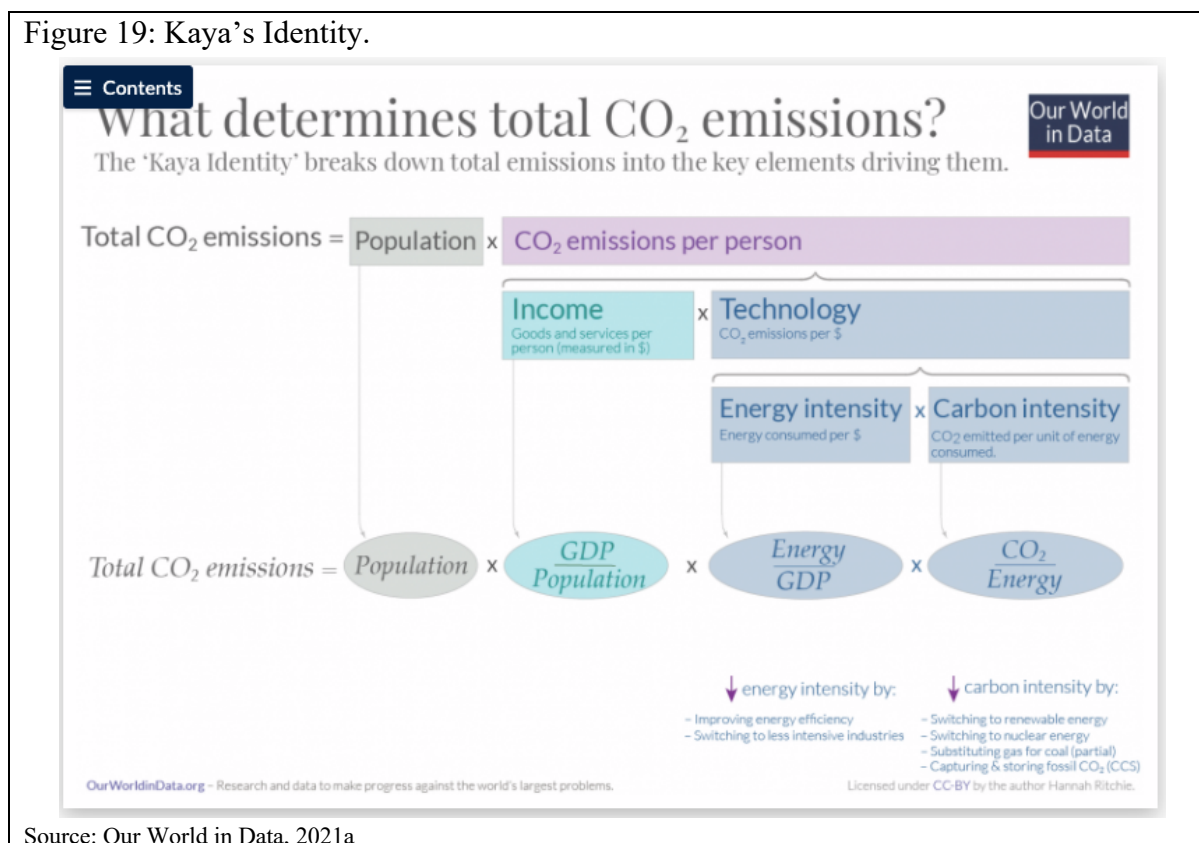 Figure 19: Kaya's Identity.
☰ Contents
What determines total CO₂ emissions?
Our World
in Data
The 'Kaya Identity' breaks down total emissions into the key elements driving them.
Total CO₂ emissions = Population x CO₂ emissions per person
Income x Technology
Goods and services per
person (measured in $)
CO₂ emissions per $
Energy intensity x Carbon intensity
Energy consumed per $
CO2 emitted per unit of energy
consumed.
Total CO₂ emissions = Population x GDP/Population x Energy/GDP x CO₂/Energy
↓ energy intensity by:
– Improving energy efficiency
– Switching to less intensive industries
↓ carbon intensity by:
– Switching to renewable energy
– Switching to nuclear energy
– Substituting gas for coal (partial)
– Capturing & storing fossil CO₂ (CCS)
OurWorldinData.org – Research and data to make progress against the world's largest problems.
Licensed under CC-BY by the author Hannah Ritchie.
Source: Our World in Data, 2021a